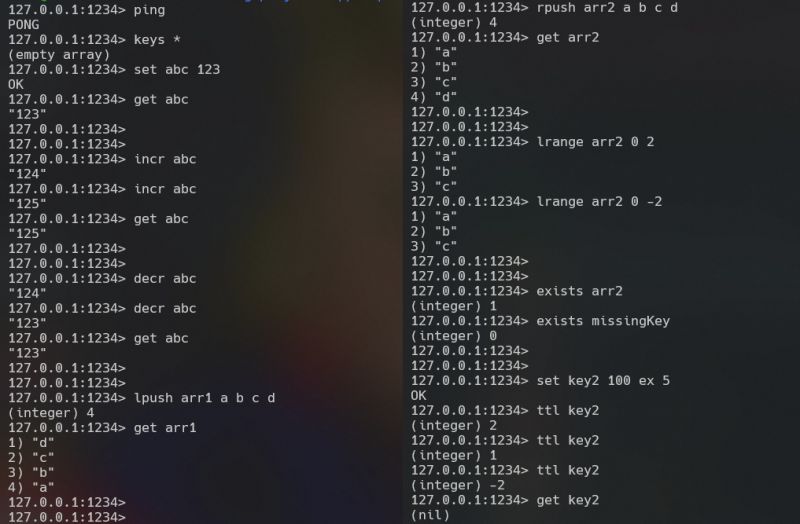 127.0.0.1:1234> ping
PONG
127.0.0.1:1234> keys *
(empty array)
127.0.0.1:1234> set abc 123
OK
127.0.0.1:1234> get abc
"123"
127.0.0.1:1234>
127.0.0.1:1234>
127.0.0.1:1234> incr abc
"124"
127.0.0.1:1234> incr abc
"125"
127.0.0.1:1234> get abc
"125"
127.0.0.1:1234>
127.0.0.1:1234>
127.0.0.1:1234> decr abc
"124"
127.0.0.1:1234> decr abc
"123"
127.0.0.1:1234> get abc
"123"
127.0.0.1:1234>
127.0.0.1:1234>
127.0.0.1:1234> lpush arr1 a b c d
(integer) 4
127.0.0.1:1234> get arr1
1) "d"
2) "c"
3) "b"
4) "a"
127.0.0.1:1234>
127.0.0.1:1234>
127.0.0.1:1234> rpush arr2 a b c d
(integer) 4
127.0.0.1:1234> get arr2
1) "a"
2) "b"
3) "c"
4) "d"
127.0.0.1:1234>
127.0.0.1:1234>
127.0.0.1:1234> lrange arr2 0 2
1) "a"
2) "b"
3) "c"
127.0.0.1:1234> lrange arr2 0 -2
1) "a"
2) "b"
3) "c"
127.0.0.1:1234>
127.0.0.1:1234>
127.0.0.1:1234> exists arr2
(integer) 1
127.0.0.1:1234> exists missingKey
(integer) 0
127.0.0.1:1234>
127.0.0.1:1234>
127.0.0.1:1234> set key2 100 ex 5
OK
127.0.0.1:1234> ttl key2
(integer) 2
127.0.0.1:1234> ttl key2
(integer) 1
127.0.0.1:1234> ttl key2
(integer) -2
127.0.0.1:1234> get key2
(nil)